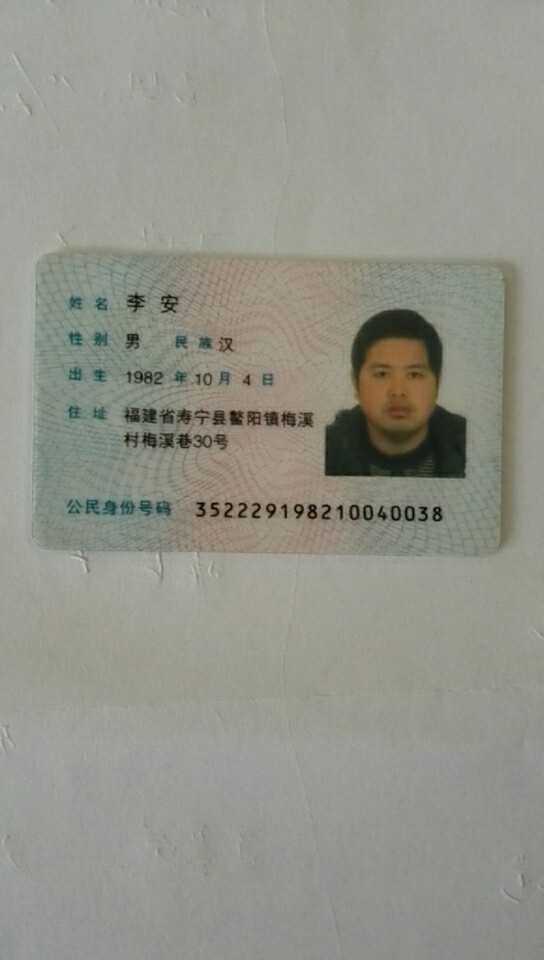 姓名 李安
性别 男 民族 汉
出生 1982 年 10 月 4 日
住址 福建省寿宁县鳌阳镇梅溪
村梅溪巷30号
公民身份号码 352229198210040038